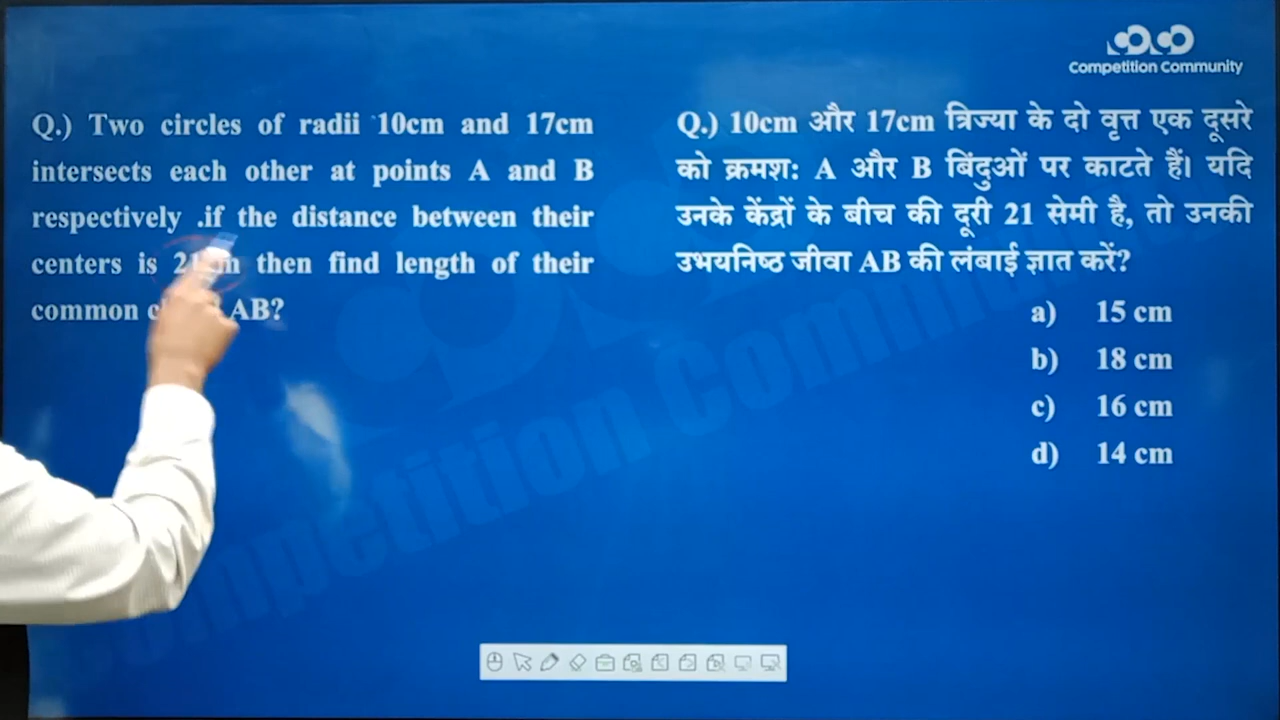 Competition Community
Q.) Two circles of radii 10cm and 17cm
intersects each other at points A and B
respectively .if the distance between their
centers is then find length of their
common AB?
Q.) 10cm और 17cm त्रिज्या के दो वृत्त एक दूसरे
को क्रमश: A और B बिंदुओं पर काटते हैं। यदि
उनके केंद्रों के बीच की दूरी 21 सेमी है, तो उनकी
उभयनिष्ठ जीवा AB की लंबाई ज्ञात करें?
a) 15 cm
b) 18 cm
c) 16 cm
d) 14 cm
Competition Community